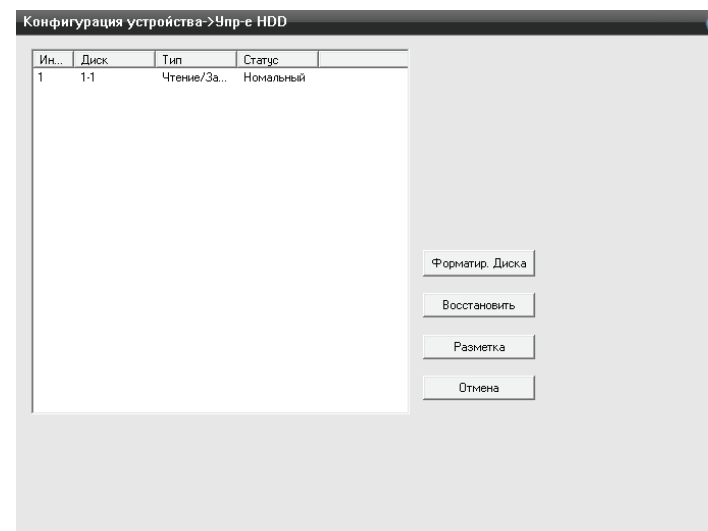 Конфигурация устройства->Упр-е HDD
Ин... Диск Тип Статус
1 1-1 Чтение/За... Номальный
Форматир. Диска
Восстановить
Разметка
Отмена